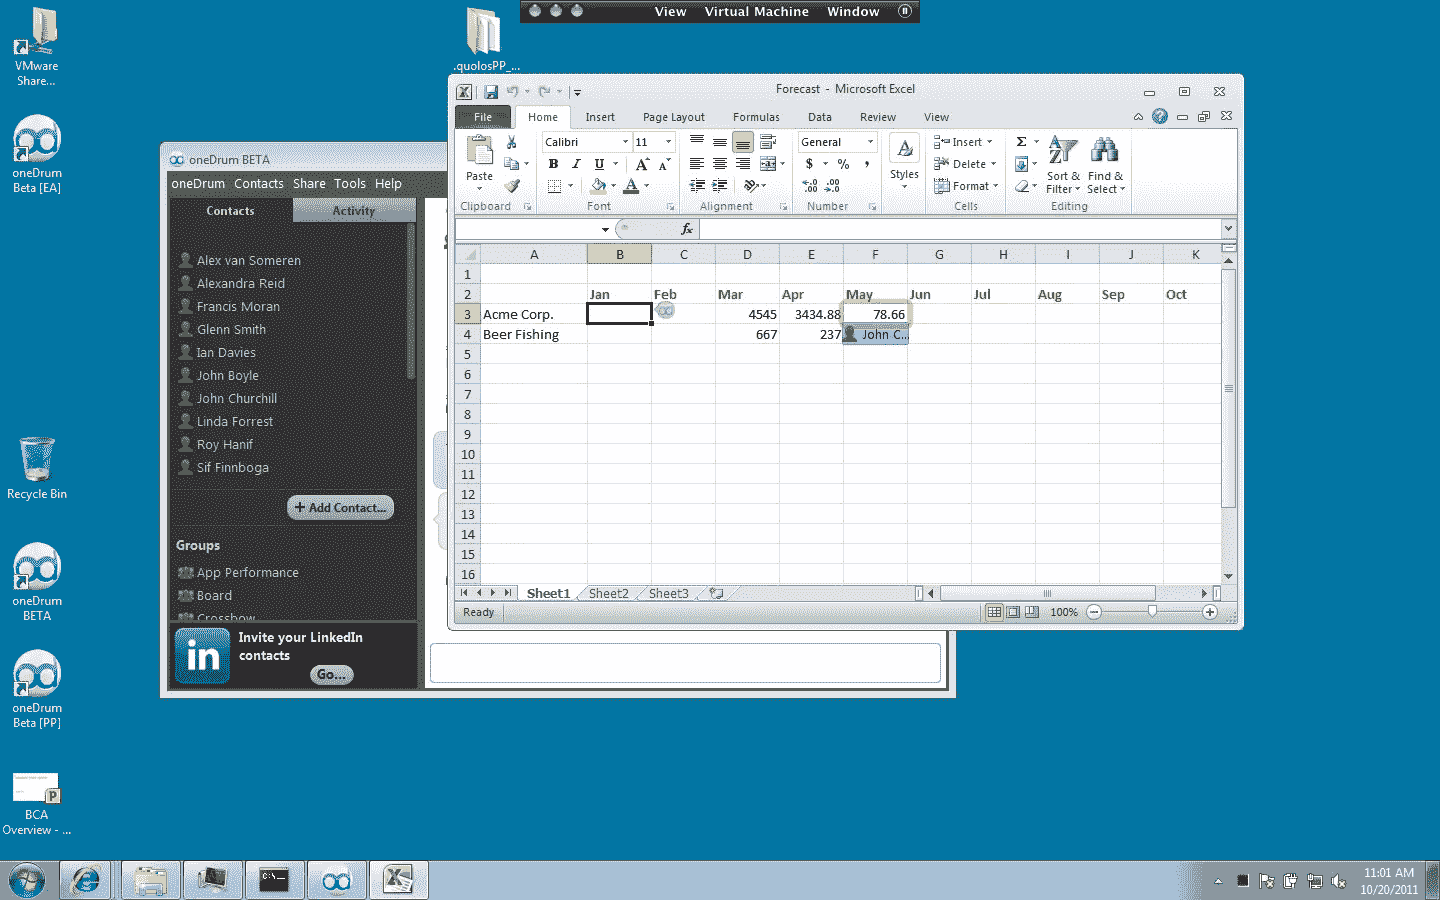 View Virtual Machine Window
VMware
Share...
oneDrum
Beta [EA]
Recycle Bin
oneDrum
BETA
oneDrum
Beta [PP]
BCA
Overview - ...
.quolosPP_...
oneDrum BETA
oneDrum Contacts Share Tools Help
Contacts Activity
Alex van Someren
Alexandra Reid
Francis Moran
Glenn Smith
Ian Davies
John Boyle
John Churchill
Linda Forrest
Roy Hanif
Sif Finnboga
+ Add Contact...
Groups
App Performance
Board
Crossbow
in
Invite your LinkedIn
contacts
Go...
Forecast - Microsoft Excel
File Home Insert Page Layout Formulas Data Review View
Paste
Clipboard
Calibri 11
B I U A A
A
Font
Alignment
General
$ % ,
Number
Styles
Insert
Delete
Format
Cells
Σ
Sort &
Filter
Find &
Select
Editing
fx
A B C D E F G H I J K
1
2 Jan Feb Mar Apr May Jun Jul Aug Sep Oct
3 Acme Corp. 4545 3434.88 78.66
4 Beer Fishing 667 237 John C...
5
6
7
8
9
10
11
12
13
14
15
16
Sheet1 Sheet2 Sheet3
Ready 100%
C:\_
11:01 AM
10/20/2011